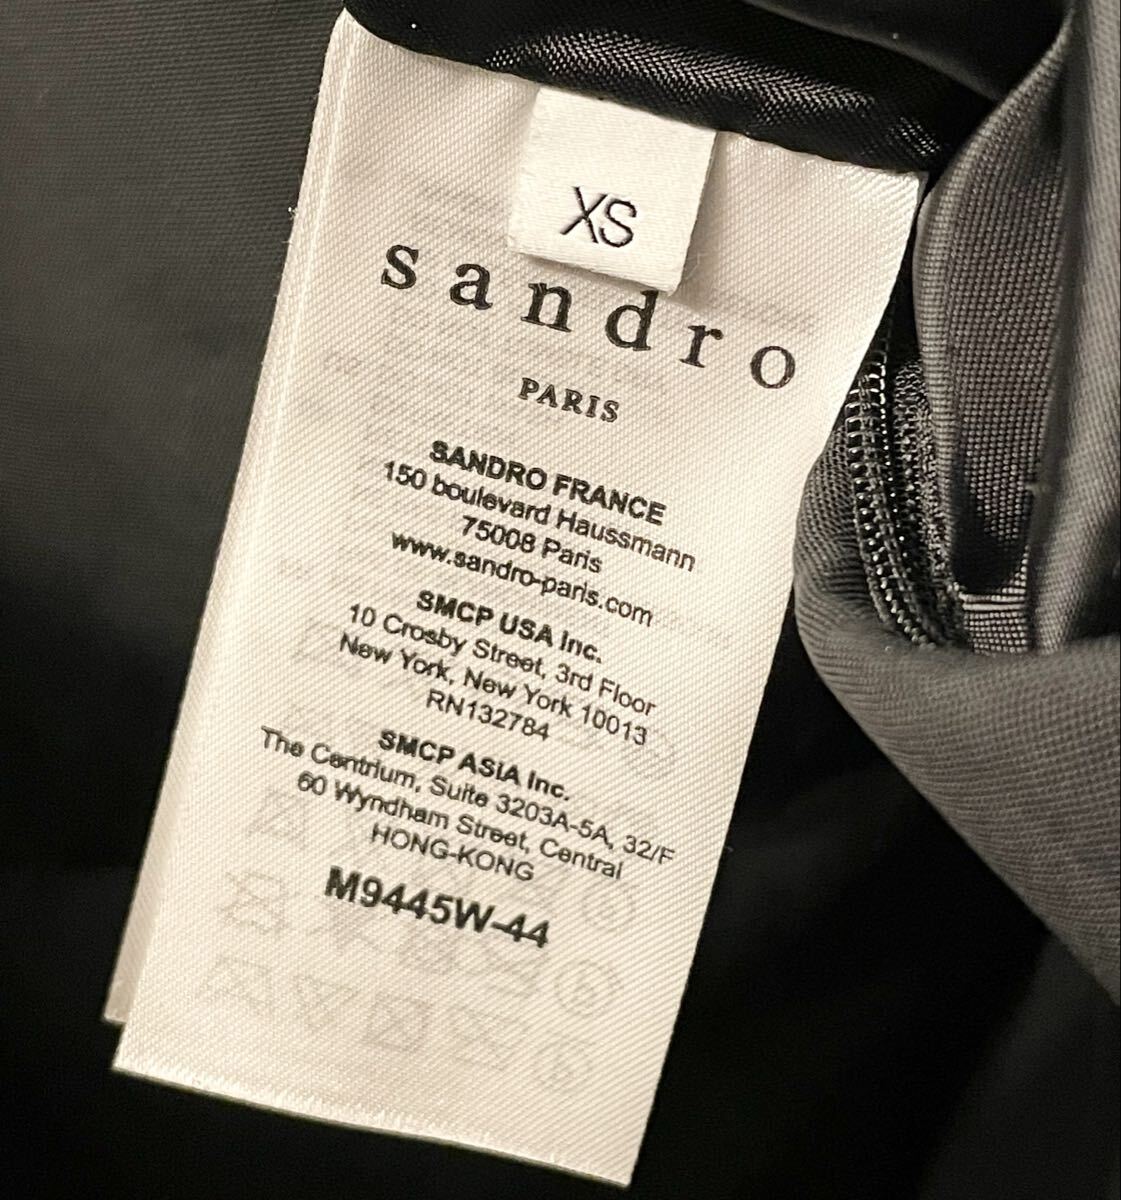 XS
sandro
PARIS
SANDRO FRANCE
150 boulevard Haussmann
75008 Paris
www.sandro-paris.com
SMCP USA Inc.
10 Crosby Street, 3rd Floor
New York, New York 10013
RN132784
SMCP ASIA Inc.
The Centrium, Suite 3203A-5A, 32/F
60 Wyndham Street, Central
HONG-KONG
M9445W-44